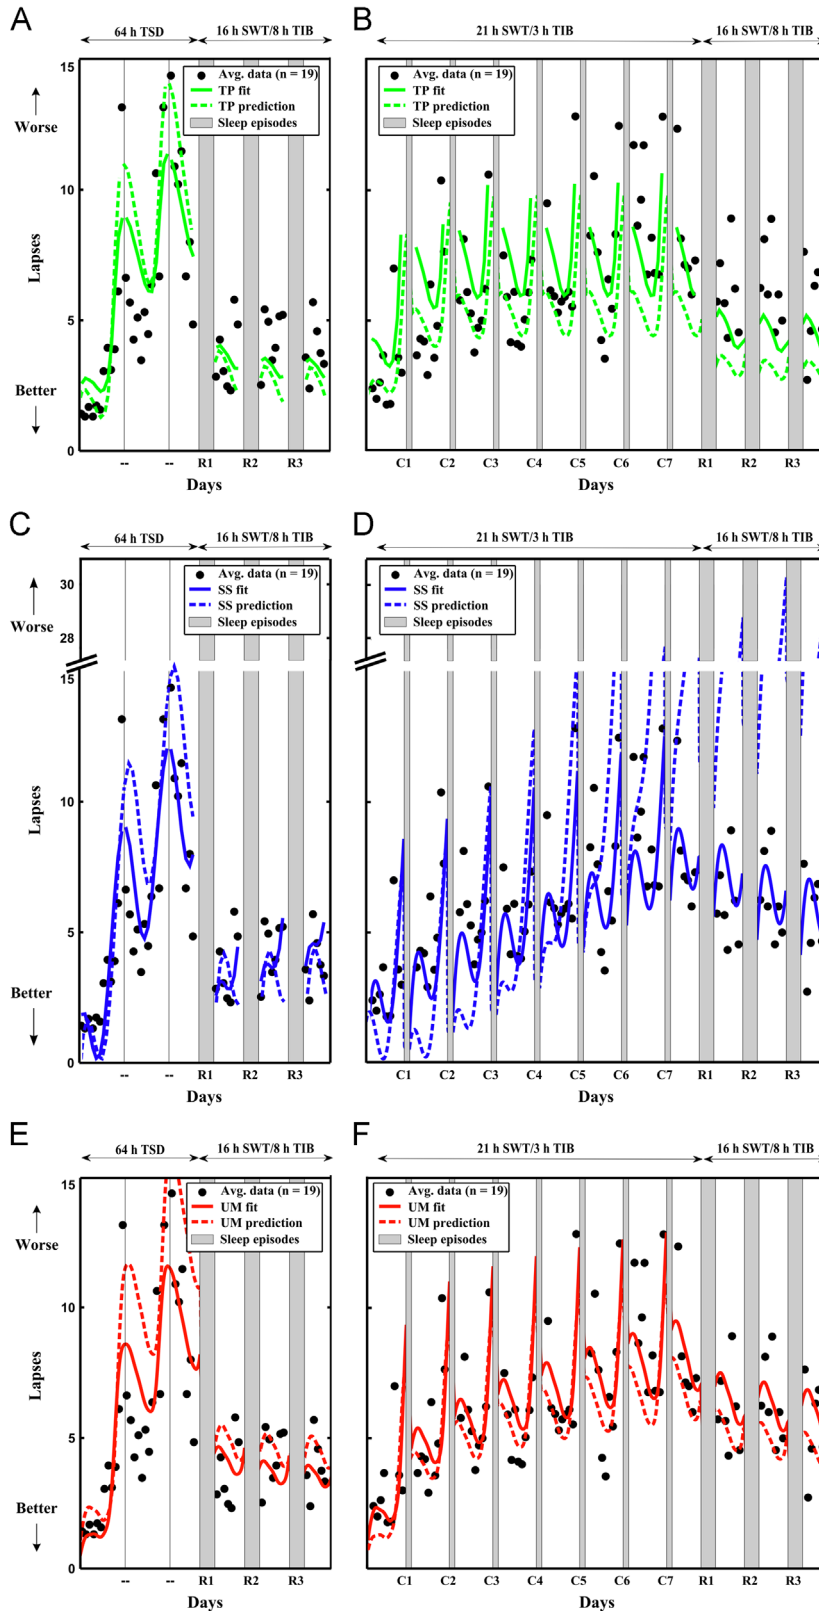 A
64 h TSD
16 h SWT/8 h TIB
15
10
5
0
Worse
Lapses
Better
Avg. data (n = 19)
TP fit
TP prediction
Sleep episodes
--
--
R1
R2
R3
Days
B
21 h SWT/3 h TIB
16 h SWT/8 h TIB
Avg. data (n = 19)
TP fit
TP prediction
Sleep episodes
C1
C2
C3
C4
C5
C6
C7
R1
R2
R3
Days
C
64 h TSD
16 h SWT/8 h TIB
30
28
15
10
5
0
Worse
Lapses
Better
Avg. data (n = 19)
SS fit
SS prediction
Sleep episodes
--
--
R1
R2
R3
Days
D
21 h SWT/3 h TIB
16 h SWT/8 h TIB
Avg. data (n = 19)
SS fit
SS prediction
Sleep episodes
C1
C2
C3
C4
C5
C6
C7
R1
R2
R3
Days
E
64 h TSD
16 h SWT/8 h TIB
15
10
5
0
Worse
Lapses
Better
Avg. data (n = 19)
UM fit
UM prediction
Sleep episodes
--
--
R1
R2
R3
Days
F
21 h SWT/3 h TIB
16 h SWT/8 h TIB
Avg. data (n = 19)
UM fit
UM prediction
Sleep episodes
C1
C2
C3
C4
C5
C6
C7
R1
R2
R3
Days